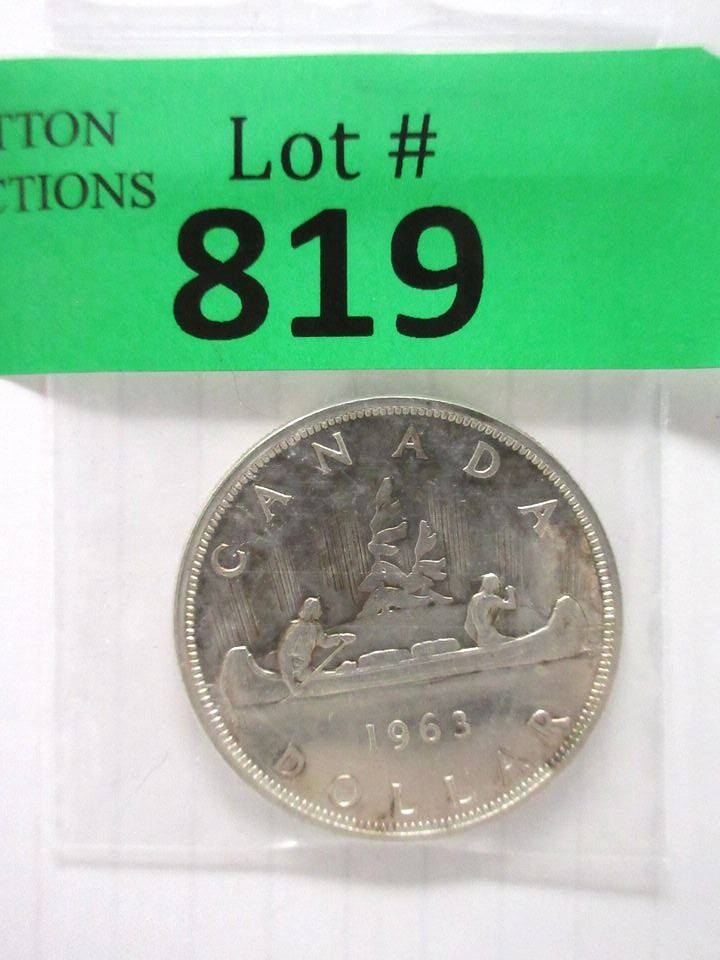 TTON
CTIONS
Lot #
819
CANADA
1963
DOLLAR